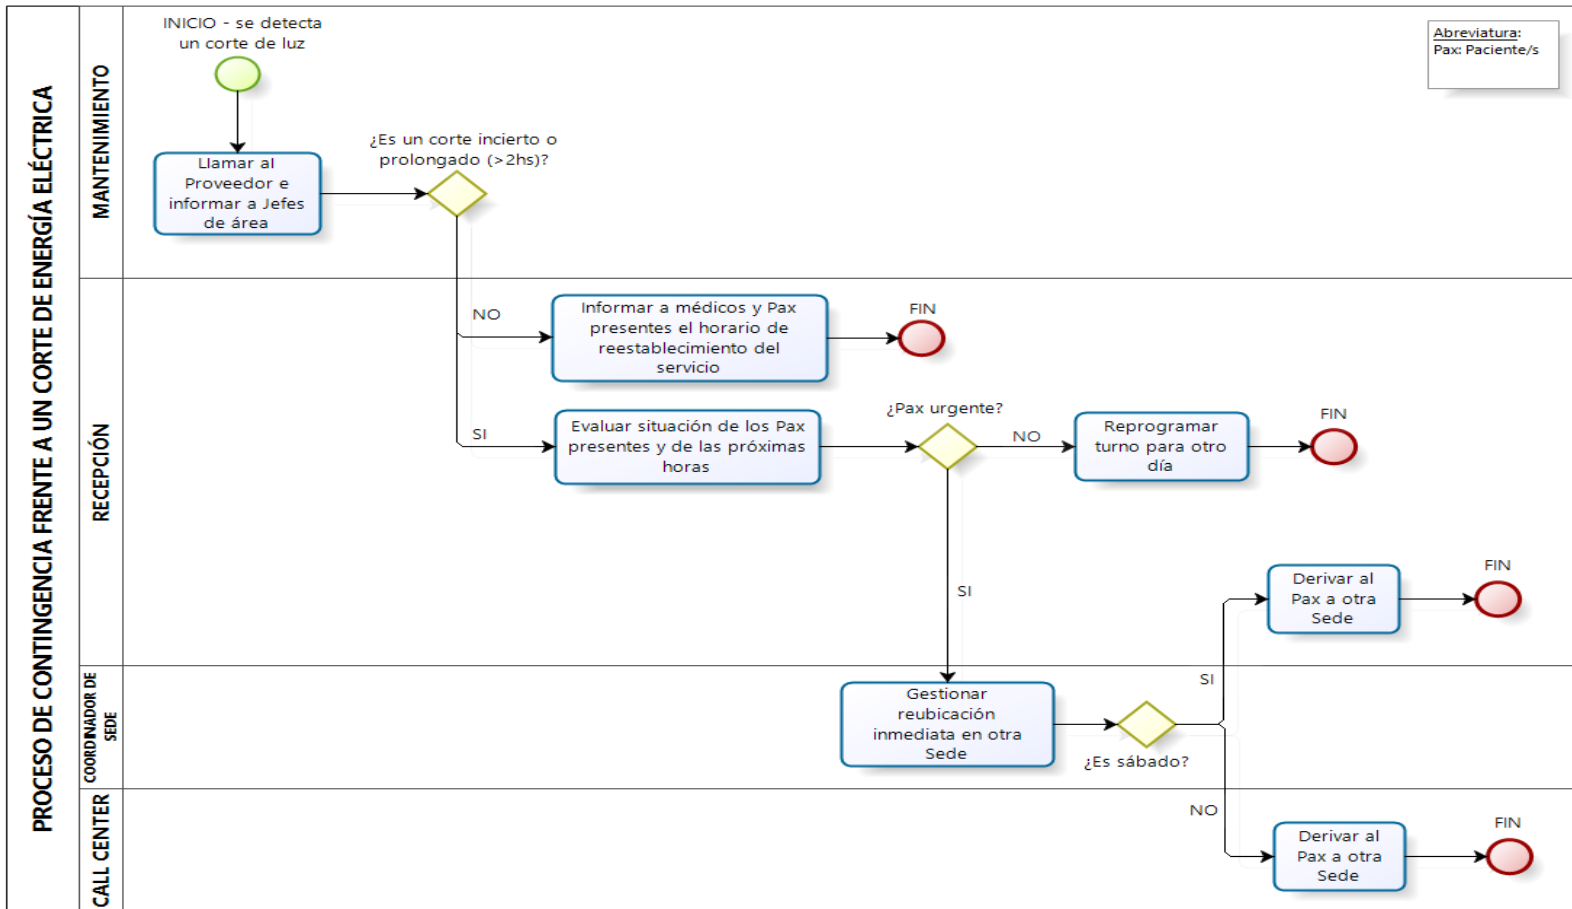 PROCESO DE CONTINGENCIA FRENTE A UN CORTE DE ENERGÍA ELÉCTRICA
MANTENIMIENTO
INICIO - se detecta
un corte de luz
Abreviatura:
Pax: Paciente/s
Llamar al
Proveedor e
informar a Jefes
de área
¿Es un corte incierto o
prolongado (>2hs)?
RECEPCIÓN
NO
Informar a médicos y Pax
presentes el horario de
reestablecimiento del
servicio
FIN
SI
Evaluar situación de los Pax
presentes y de las próximas
horas
¿Pax urgente?
NO
Reprogramar
turno para otro
día
FIN
SI
Derivar al
Pax a otra
Sede
FIN
COORDINADOR DE
SEDE
Gestionar
reubicación
inmediata en otra
Sede
¿Es sábado?
SI
NO
CALL CENTER
Derivar al
Pax a otra
Sede
FIN